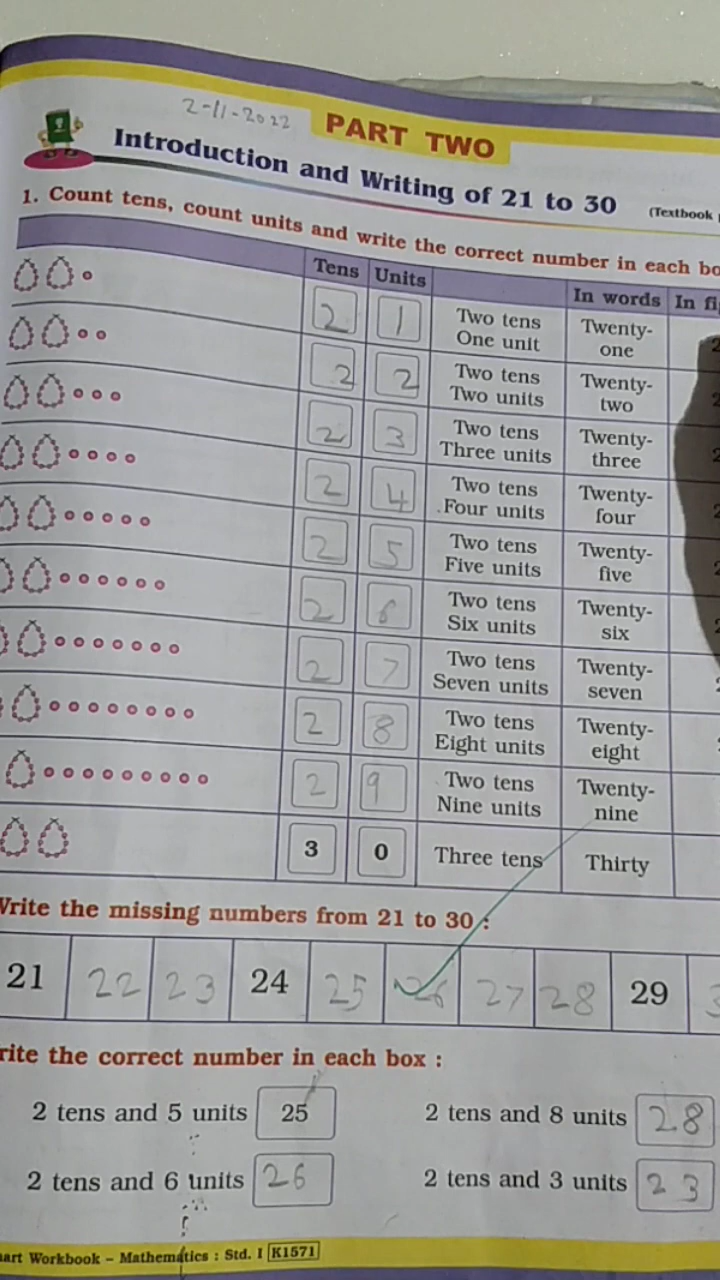 2-11-2022
PART TWO
Introduction and Writing of 21 to 30
(Textbook
1. Count tens, count units and write the correct number in each
Tens Units In words In
2 1 Two tens One unit Twenty-one
2 2 Two tens Two units Twenty-two
2 3 Two tens Three units Twenty-three
2 4 Two tens Four units Twenty-four
2 5 Two tens Five units Twenty-five
2 6 Two tens Six units Twenty-six
2 7 Two tens Seven units Twenty-seven
2 8 Two tens Eight units Twenty-eight
2 9 Two tens Nine units Twenty-nine
3 0 Three tens Thirty
Write the missing numbers from 21 to 30 :
21 22 23 24 25 26 27 28 29
rite the correct number in each box :
2 tens and 5 units 25 2 tens and 8 units 28
2 tens and 6 units 26 2 tens and 3 units 23
art Workbook – Mathematics : Std. I K1571